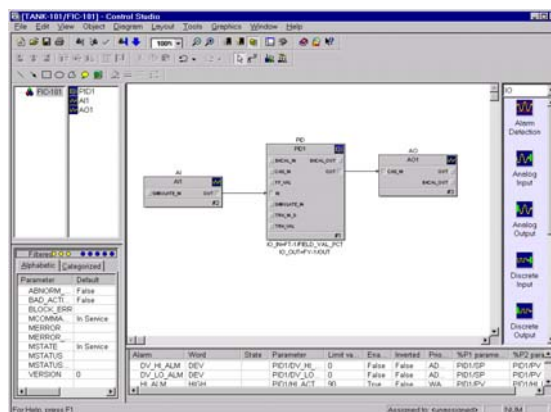 [TANK-101/FIC-101] - Control Studio
File Edit View Object Diagram Layout Tools Graphics Window Help
100%
FIC-101
PID1
AI1
AO1
IO
Alarm Detection
Analog Input
Analog Output
Discrete Input
Discrete Output
AI
AI1
SIMULATE_IN OUT
#2
PID
PID1
BKCAL_IN BKCAL_OUT
CAS_IN OUT
FF_VAL
IN
SIMULATE_IN
TRK_IN_D
TRK_VAL
#1
IO_IN=FT-1/FIELD_VAL_PCT
IO_OUT=FY-1/OUT
AO
AO1
CAS_IN OUT
BKCAL_OUT
#3
Filtered
Alphabetic Categorized
Parameter Default
ABNORM_... False
BAD_ACTI... False
BLOCK_ERR
MCOMMA... In Service
MERROR
MERROR_...
MSTATE In Service
MSTATUS
MSTATUS...
VERSION 0
Alarm Word State Parameter Limit va... Ena... Inverted Prio... %P1 parame... %P2 para
DV_HI_ALM DEV PID1/DV_HI_... 0 False False AD... PID1/SP PID1/PV
DV_LO_ALM DEV PID1/DV_LO... 0 False False AD... PID1/SP PID1/PV
HI_ALM HIGH PID1/HI_ACT 90 True False WA... PID1/PV
For Help, press F1
Assigned to:
NUM